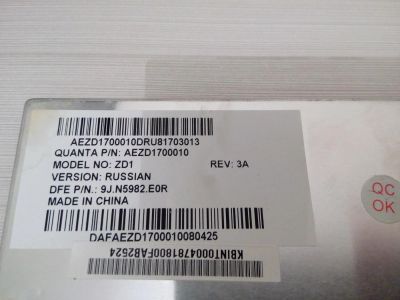 AEZD1700010DRU81703013
QUANTA P/N: AEZD1700010
MODEL NO: ZD1 REV: 3A
VERSION: RUSSIAN
DFE P/N.: 9J.N5982.E0R
MADE IN CHINA
DAFAEZD1700010080425
KBINT0004781800FAB2524
QC
OK